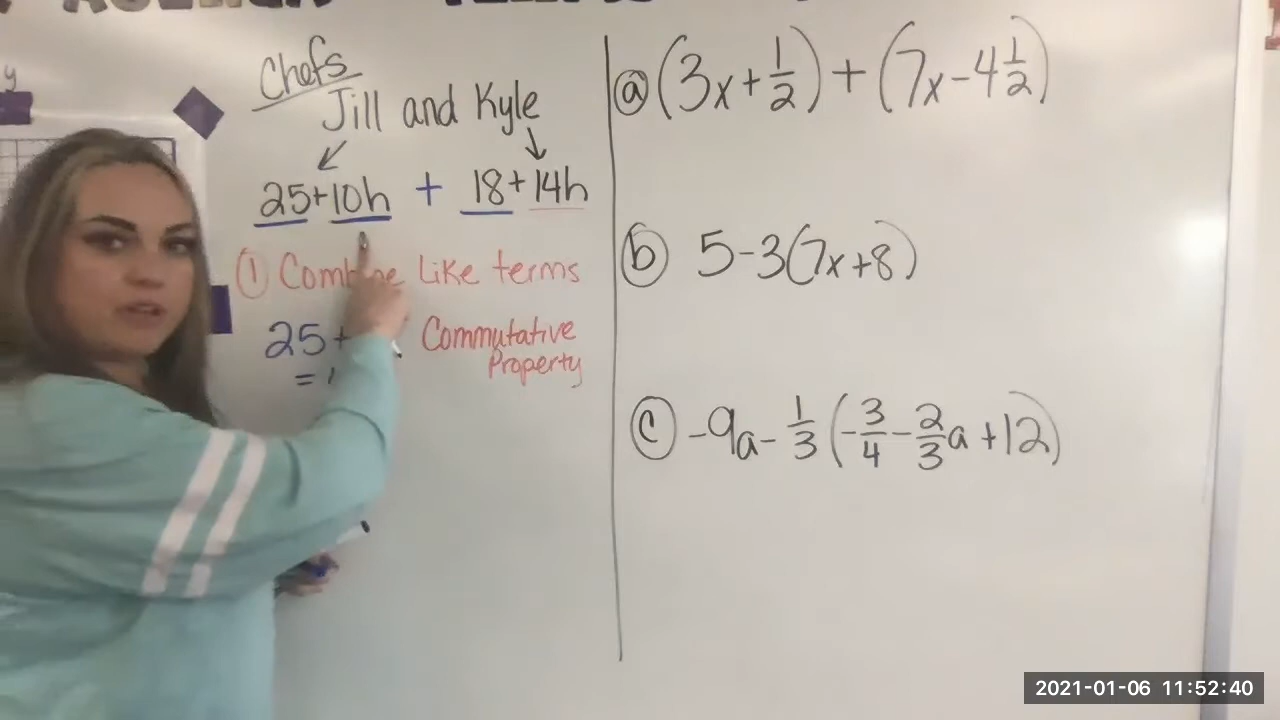 Chefs
Jill and Kyle
25+10h + 18+14h
① Combine Like terms
25+ Commutative
= Property
ⓐ (3x + 1/2) + (7x - 4 1/2)
ⓑ 5-3(7x+8)
ⓒ -9a - 1/3 (-3/4 - 2/3a + 12)
2021-01-06 11:52:40